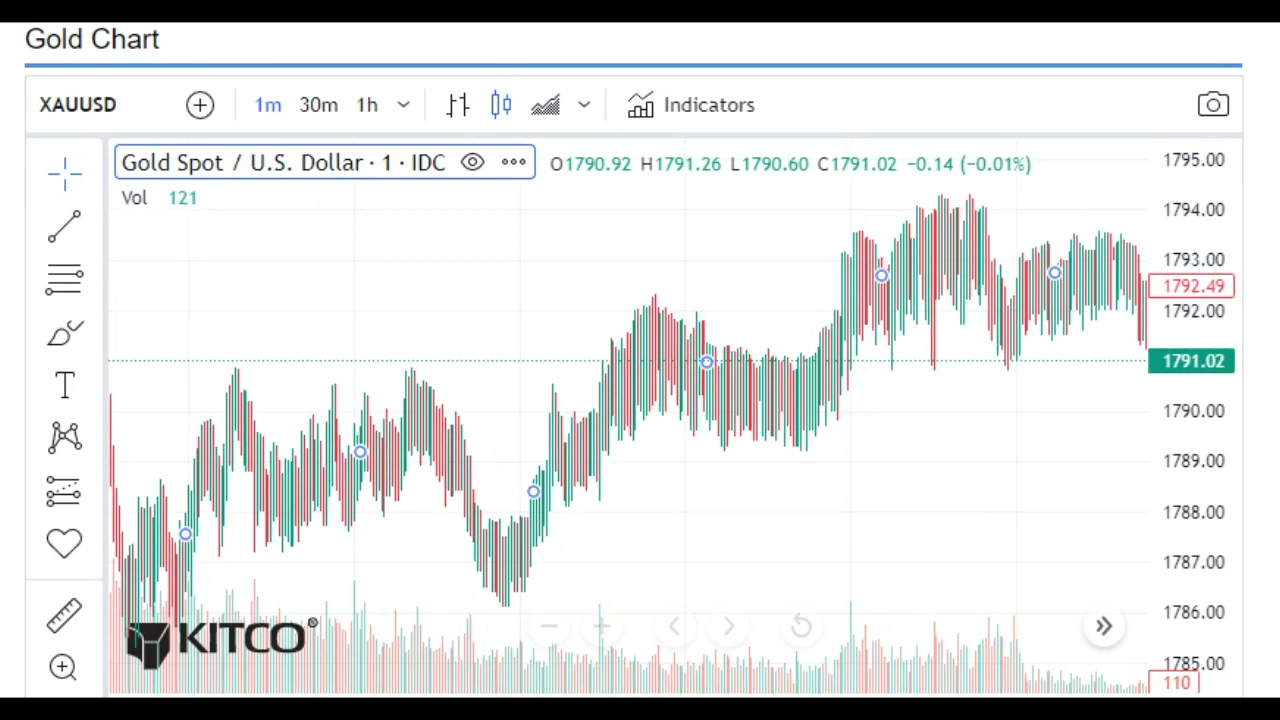 Gold Chart
XAUUSD 1m 30m 1h Indicators
Gold Spot / U.S. Dollar · 1 · IDC O1790.92 H1791.26 L1790.60 C1791.02 −0.14 (−0.01%)
Vol 121
1795.00
1794.00
1793.00
1792.49
1792.00
1791.02
1790.00
1789.00
1788.00
1787.00
1786.00
KITCO®
1785.00
110